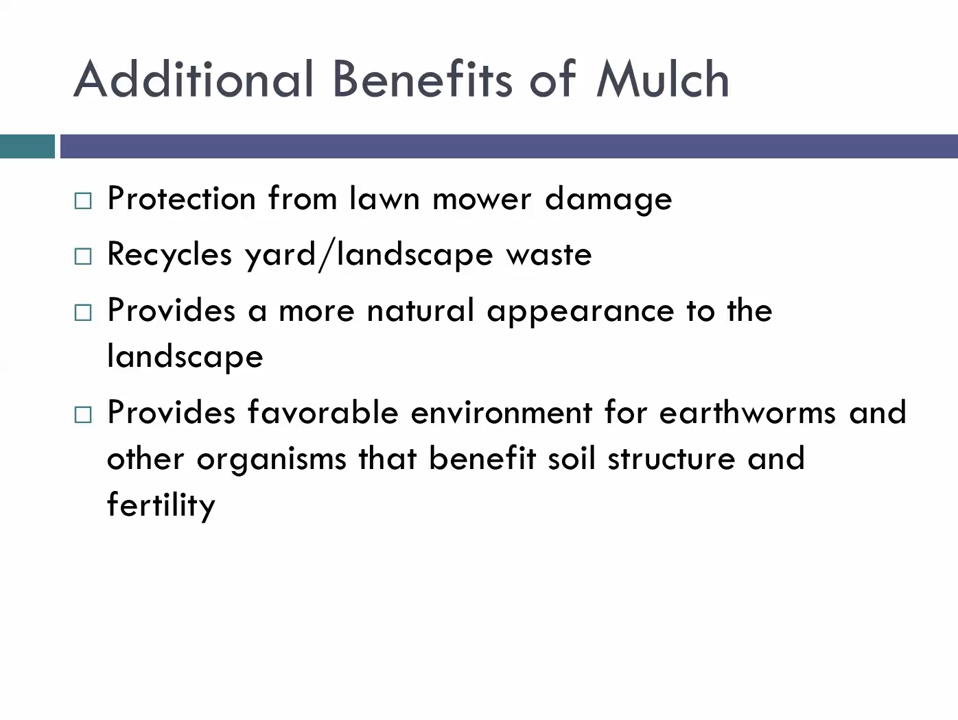 Additional Benefits of Mulch
Protection from lawn mower damage
Recycles yard/landscape waste
Provides a more natural appearance to the
landscape
Provides favorable environment for earthworms and
other organisms that benefit soil structure and
fertility